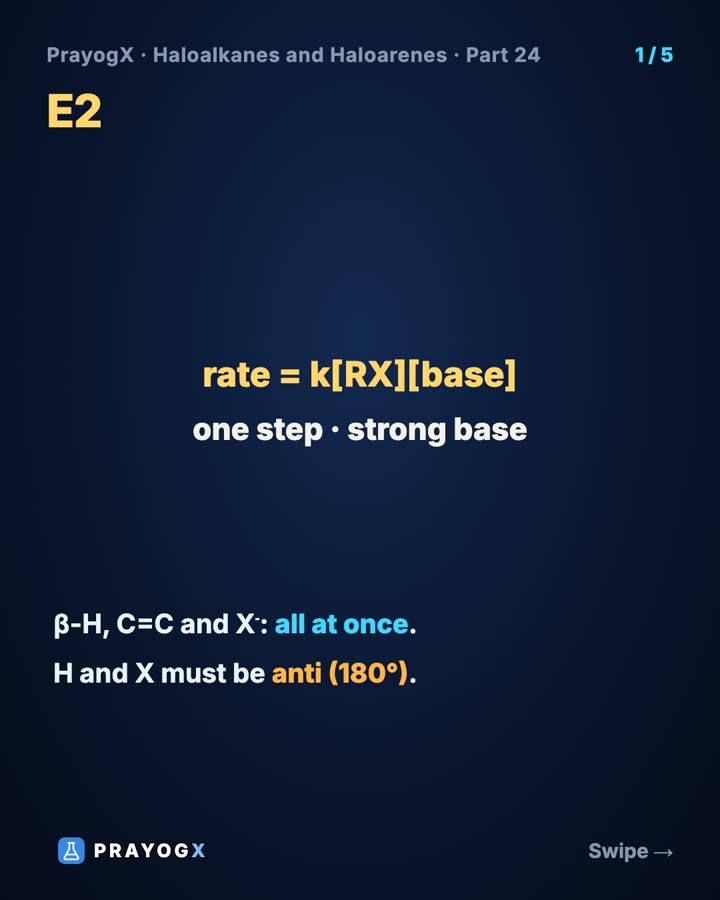 PrayogX · Haloalkanes and Haloarenes · Part 24
1 / 5
E2
rate = k[RX][base]
one step · strong base
β-H, C=C and X⁻: all at once.
H and X must be anti (180°).
PRAYOGX
Swipe →